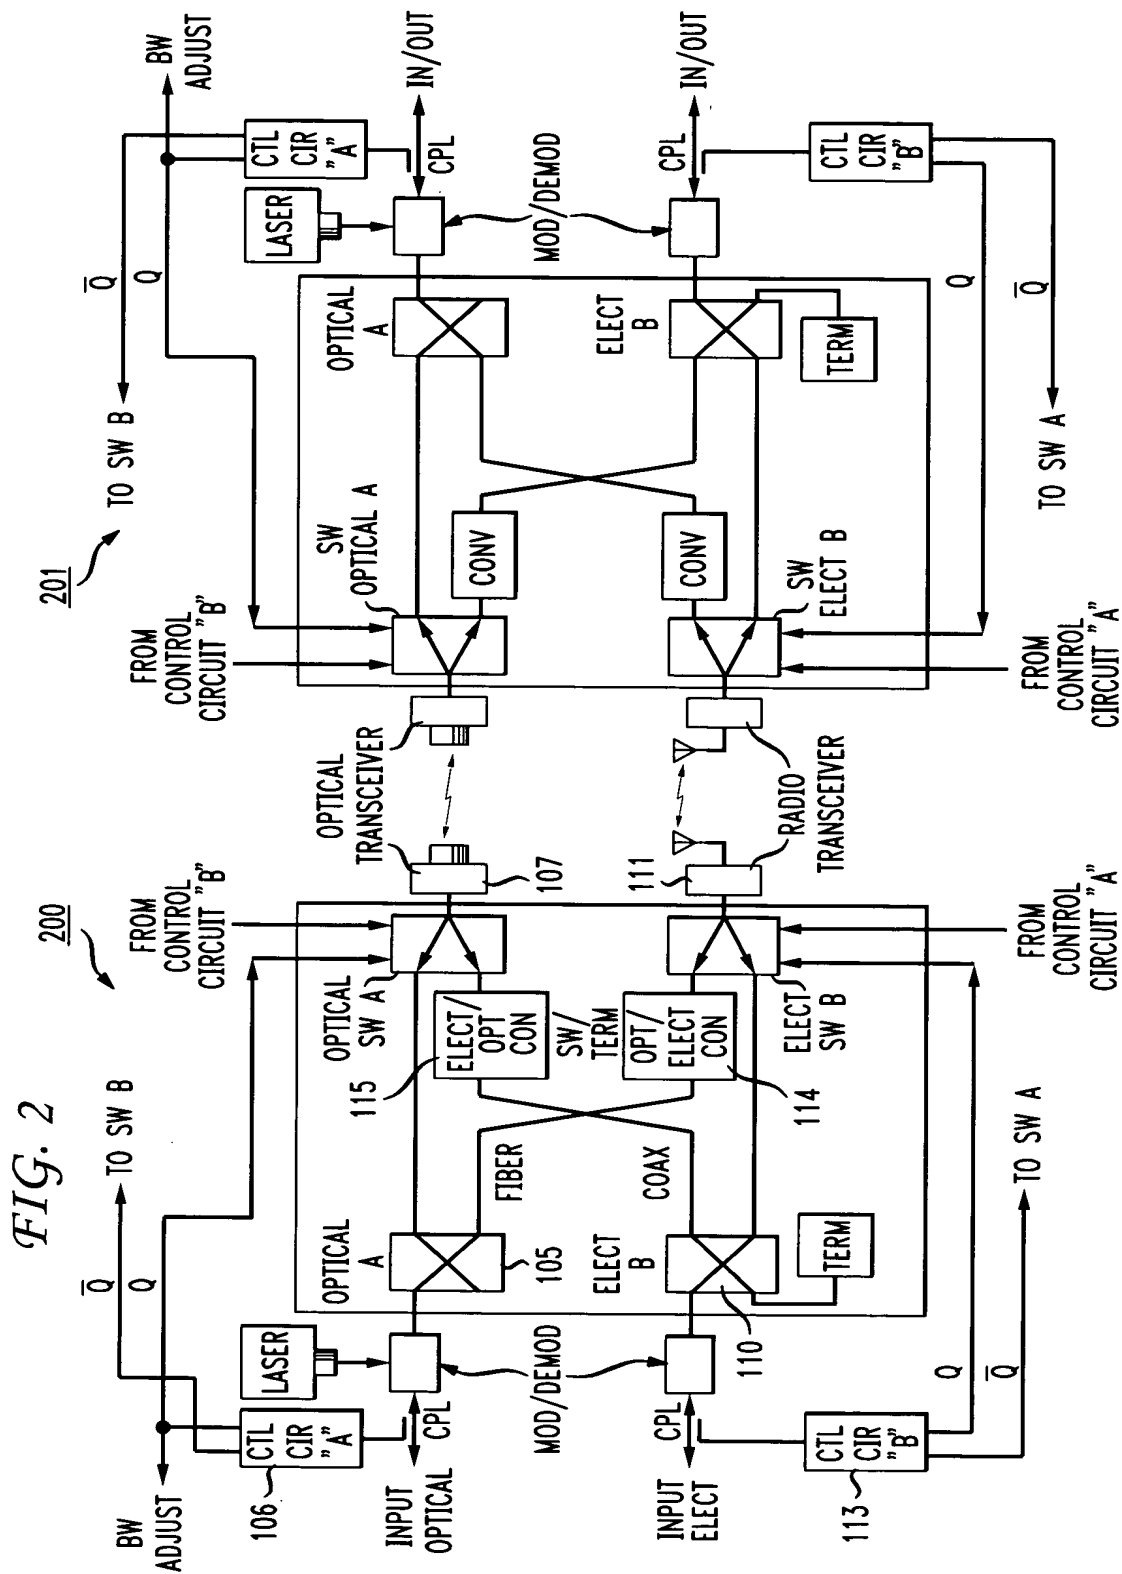 FIG. 2
200
BW
ADJUST
Q̅
Q
TO SW B
FROM
CONTROL
CIRCUIT "B"
106
CTL
CIR
"A"
LASER
INPUT
OPTICAL
CPL
OPTICAL
A
105
FIBER
OPTICAL
SW A
115
ELECT/
OPT
CON
OPTICAL
TRANSCEIVER
107
MOD/DEMOD
SW/
TERM
INPUT
ELECT
CPL
ELECT
B
110
COAX
OPT/
ELECT
CON
114
ELECT
SW B
111
RADIO
TRANSCEIVER
TERM
113
CTL
CIR
"B"
Q
Q̅
TO SW A
FROM
CONTROL
CIRCUIT "A"
201
TO SW B
Q̅
Q
BW
ADJUST
FROM
CONTROL
CIRCUIT "B"
SW
OPTICAL A
CONV
OPTICAL
A
LASER
CTL
CIR
"A"
CPL
IN/OUT
MOD/DEMOD
CONV
SW
ELECT B
ELECT
B
TERM
CPL
IN/OUT
CTL
CIR
"B"
Q
Q̅
TO SW A
FROM
CONTROL
CIRCUIT "A"